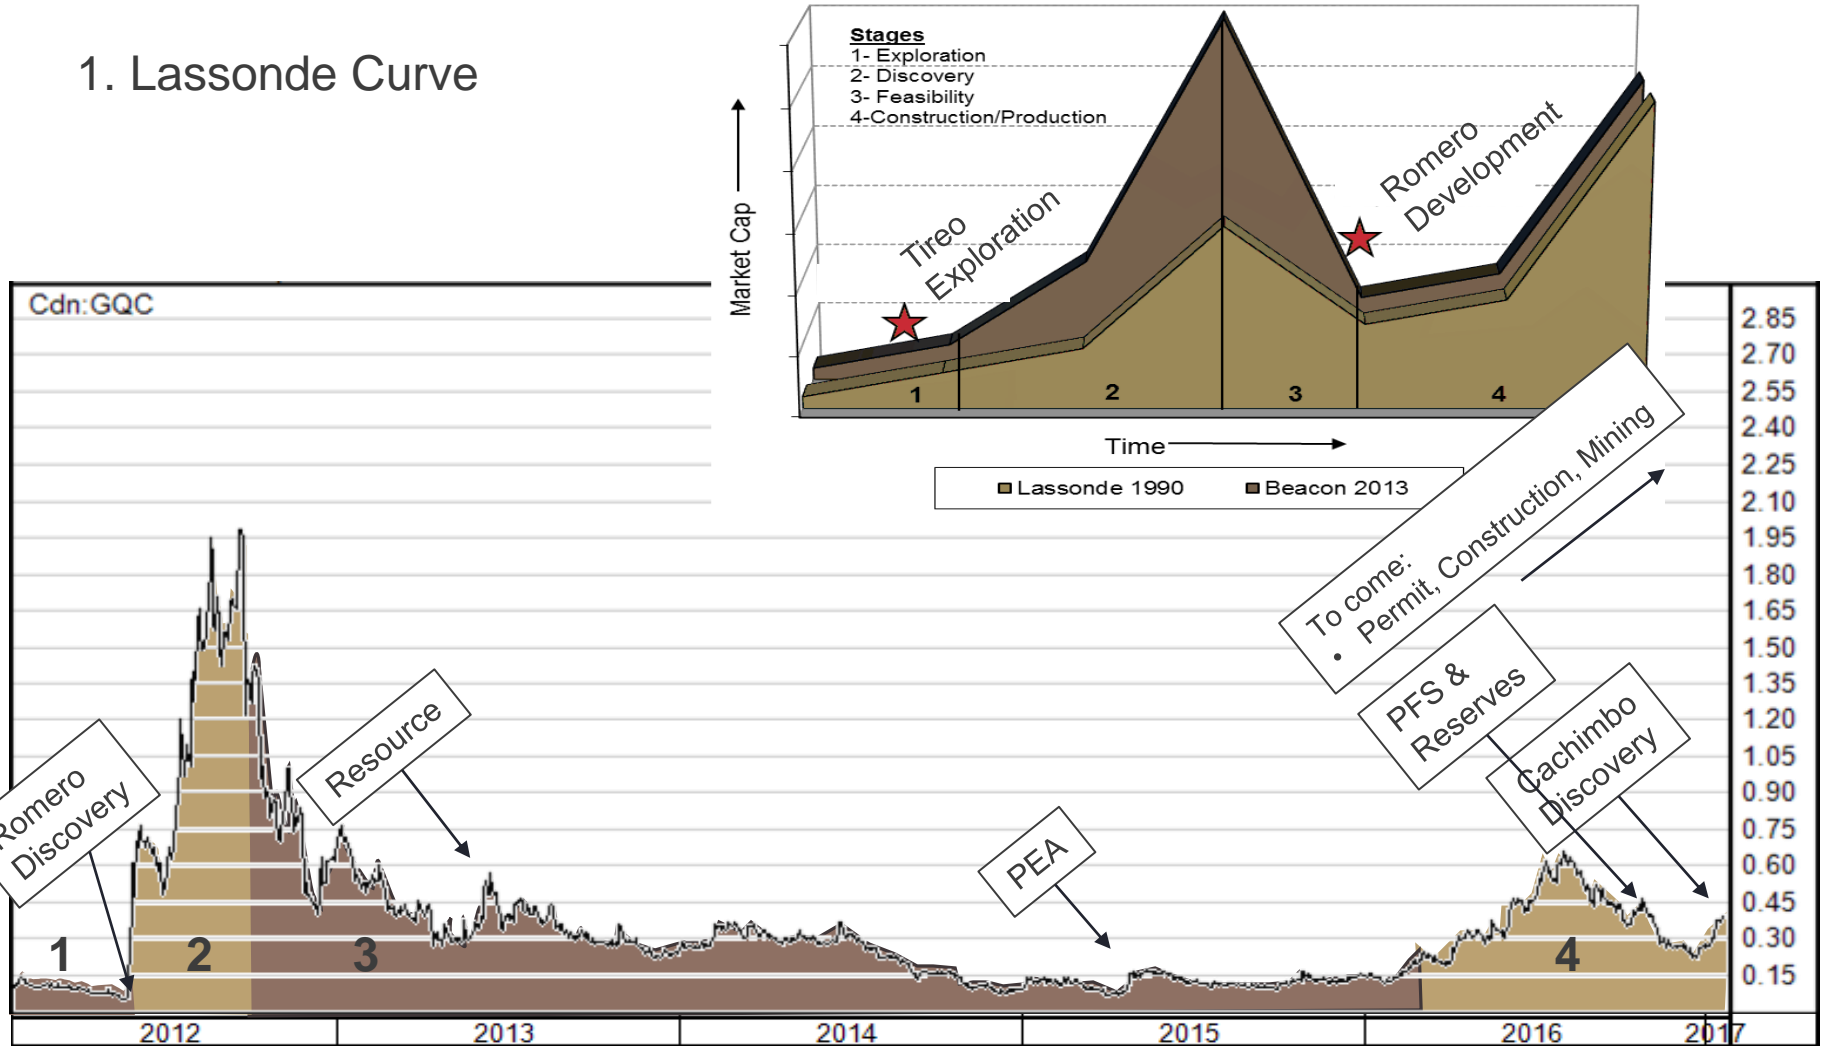 1. Lassonde Curve
Stages
1- Exploration
2- Discovery
3- Feasibility
4-Construction/Production
Market Cap
Tireo
Exploration
Romero
Development
1
2
3
4
Time
Lassonde 1990
Beacon 2013
Cdn:GQC
2.85
2.70
2.55
2.40
2.25
2.10
1.95
1.80
1.65
1.50
1.35
1.20
1.05
0.90
0.75
0.60
0.45
0.30
0.15
To come:
• Permit, Construction, Mining
PFS &
Reserves
Cachimbo
Discovery
Resource
Romero
Discovery
PEA
1
2
3
4
2012
2013
2014
2015
2016
2017